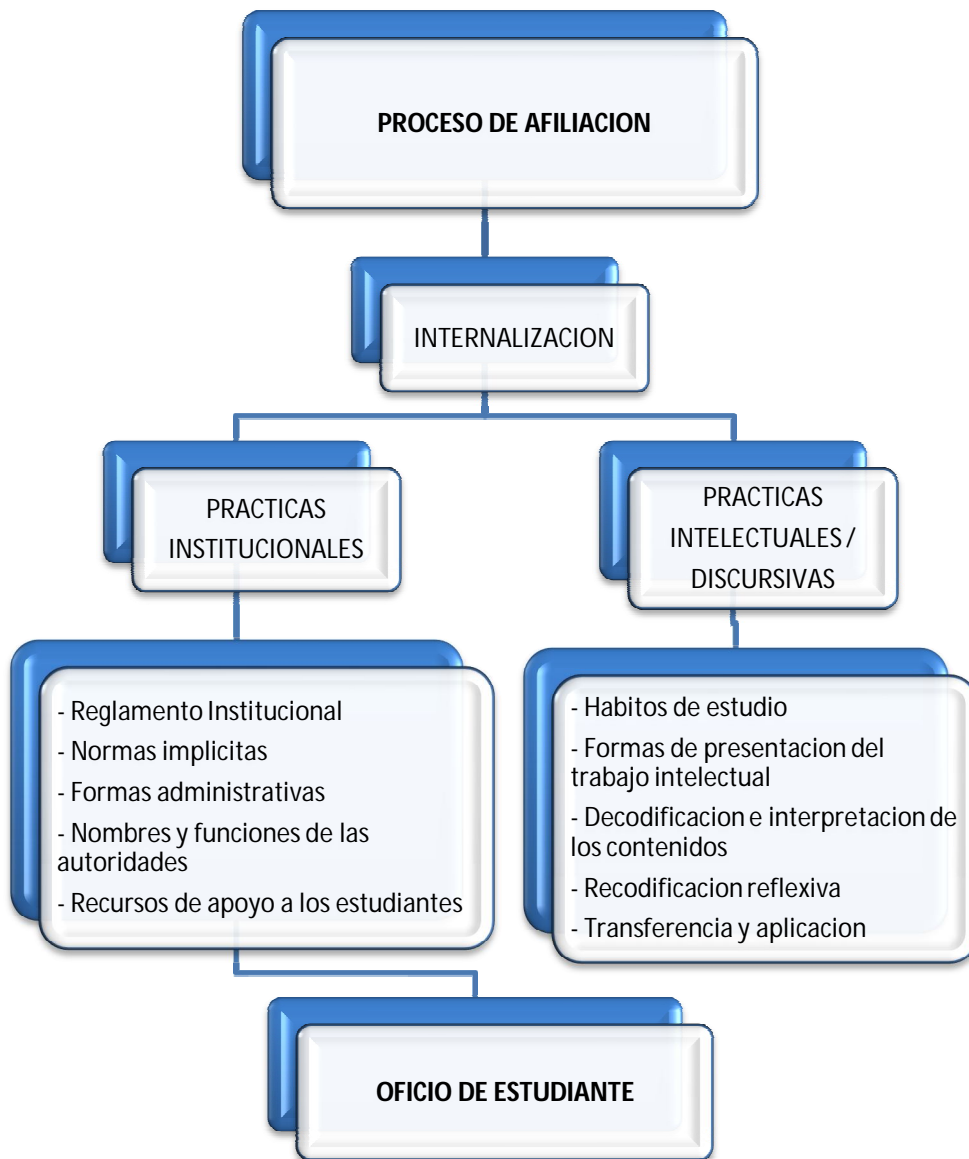 PROCESO DE AFILIACION
INTERNALIZACION
PRACTICAS
INSTITUCIONALES
PRACTICAS
INTELECTUALES /
DISCURSIVAS
- Reglamento Institucional
- Normas implicitas
- Formas administrativas
- Nombres y funciones de las
autoridades
- Recursos de apoyo a los estudiantes
- Habitos de estudio
- Formas de presentacion del
trabajo intelectual
- Decodificacion e interpretacion de
los contenidos
- Recodificacion reflexiva
- Transferencia y aplicacion
OFICIO DE ESTUDIANTE